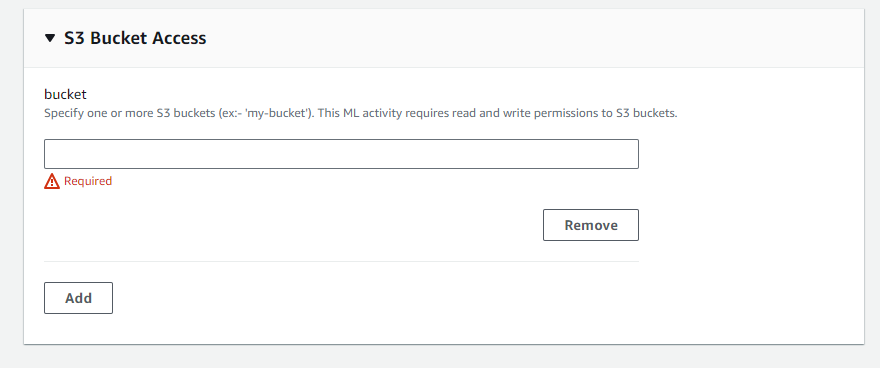 S3 Bucket Access
bucket
Specify one or more S3 buckets (ex:- 'my-bucket'). This ML activity requires read and write permissions to S3 buckets.
Required
Remove
Add